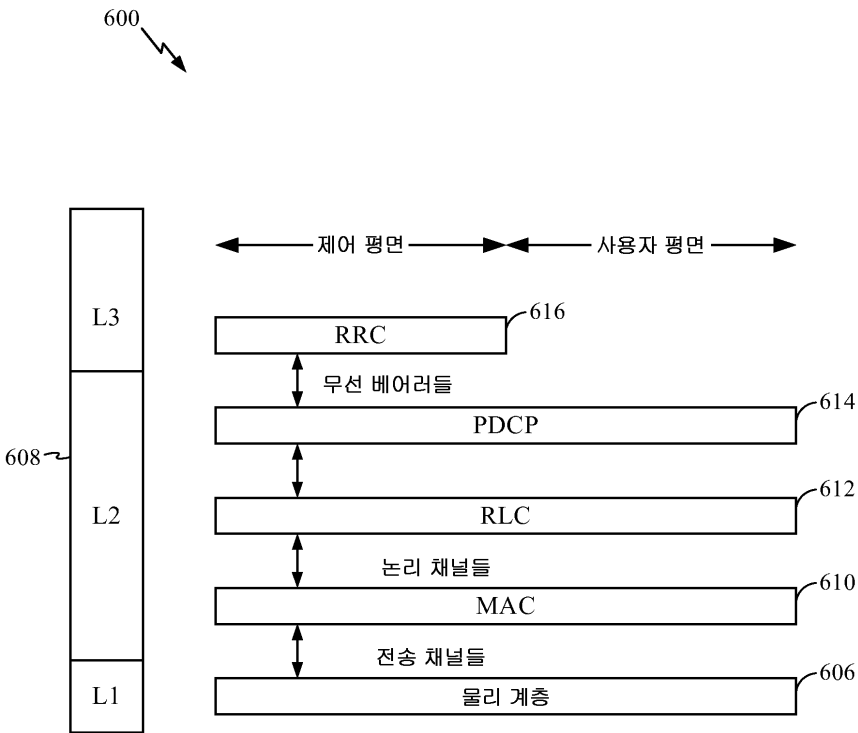 600
제어 평면
사용자 평면
L3
RRC
616
무선 베어러들
614
PDCP
608
L2
612
RLC
논리 채널들
610
MAC
전송 채널들
606
L1
물리 계층